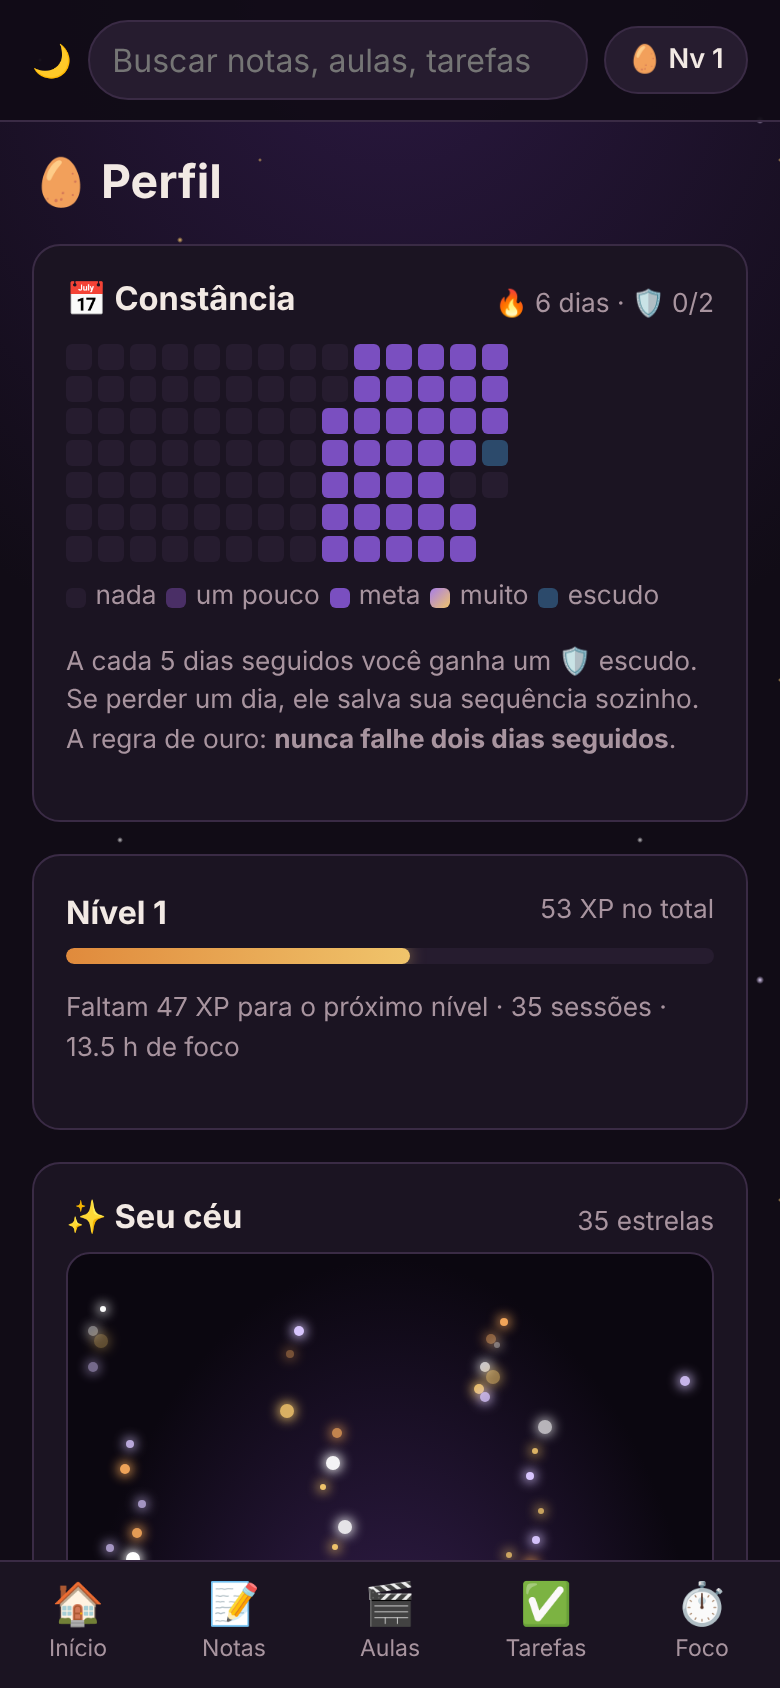 Buscar notas, aulas, tarefas
Nv 1
Perfil
Constância
6 dias · 0/2
nada um pouco meta muito escudo
A cada 5 dias seguidos você ganha um escudo.
Se perder um dia, ele salva sua sequência sozinho.
A regra de ouro: nunca falhe dois dias seguidos.
Nível 1
53 XP no total
Faltam 47 XP para o próximo nível · 35 sessões ·
13.5 h de foco
Seu céu
35 estrelas
Início Notas Aulas Tarefas Foco